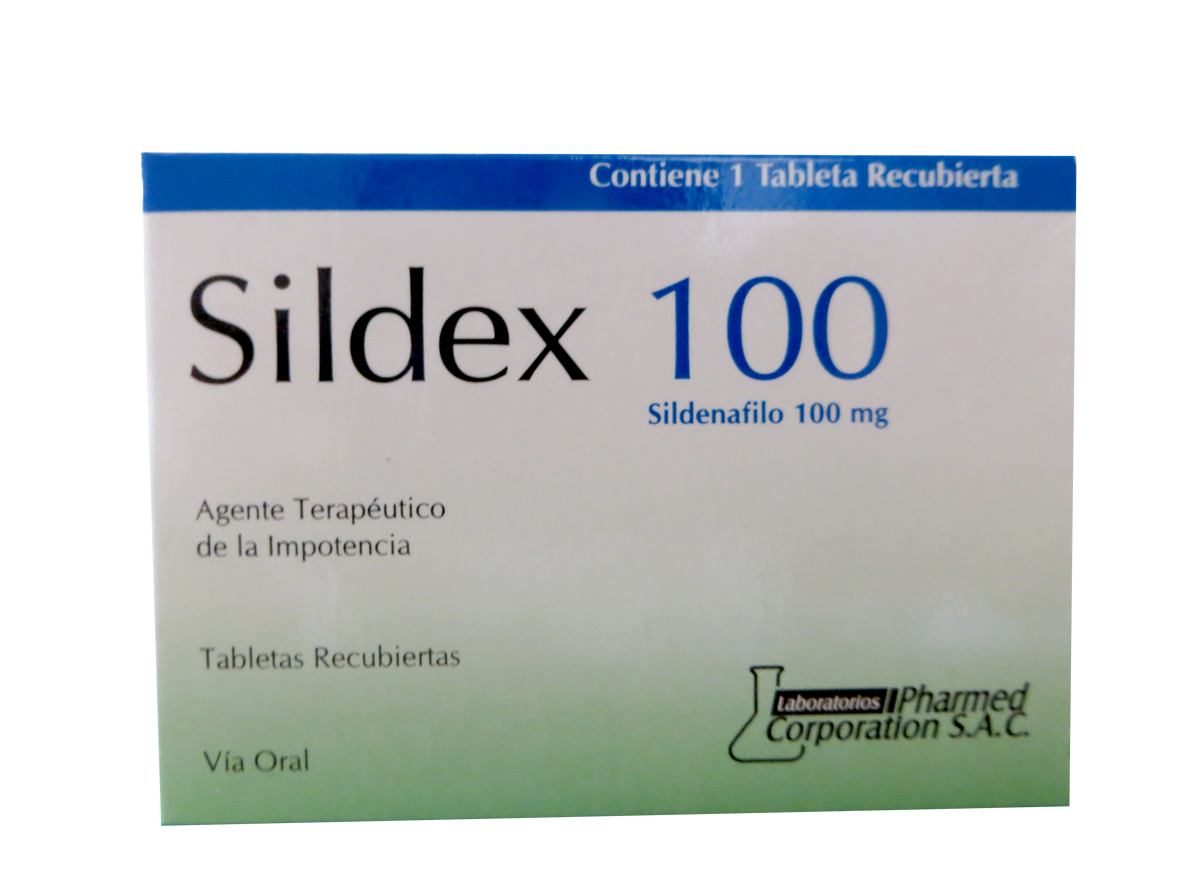 Contiene 1 Tableta Recubierta
Sildex 100
Sildenafilo 100 mg
Agente Terapéutico
de la Impotencia
Tabletas Recubiertas
Vía Oral
Laboratorios Pharmed
Corporation S.A.C.